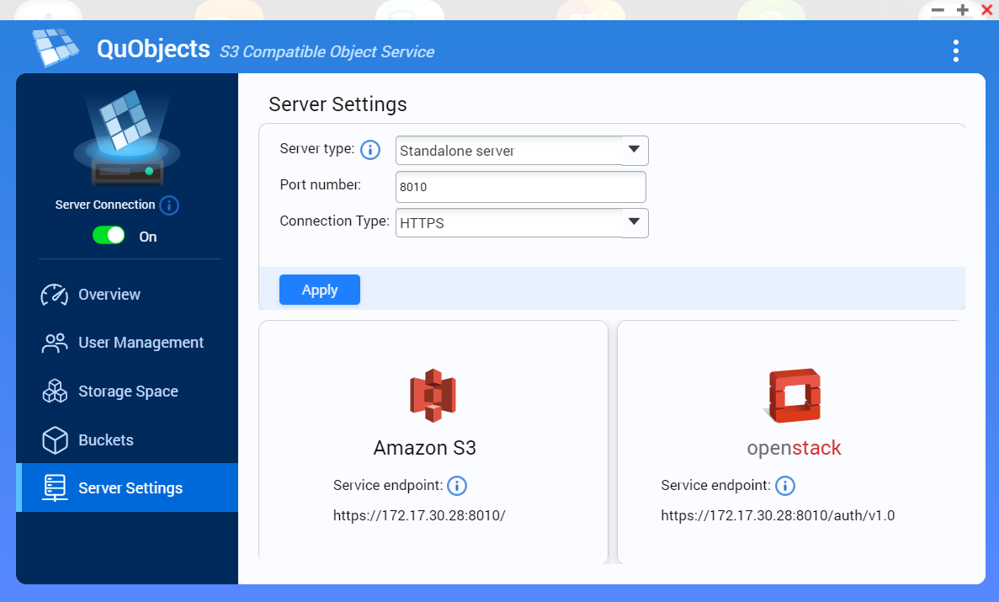 QuObjects S3 Compatible Object Service
Server Connection
On
Overview
User Management
Storage Space
Buckets
Server Settings
Server Settings
Server type: Standalone server
Port number: 8010
Connection Type: HTTPS
Apply
Amazon S3
Service endpoint:
https://172.17.30.28:8010/
openstack
Service endpoint:
https://172.17.30.28:8010/auth/v1.0